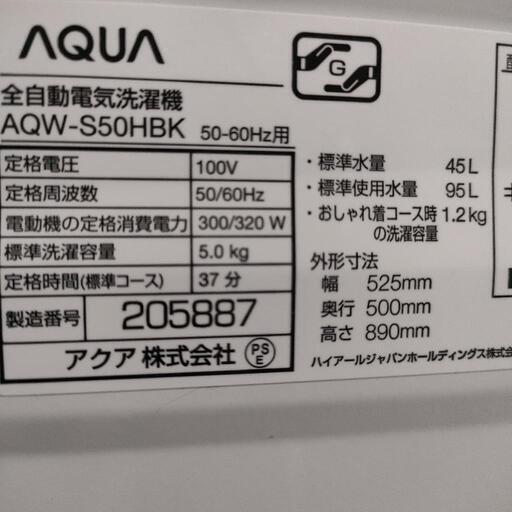 AQUA
G
全自動電気洗濯機
AQW-S50HBK 50-60Hz用
定格電圧 100V
定格周波数 50/60Hz
電動機の定格消費電力 300/320 W
標準洗濯容量 5.0 kg
定格時間(標準コース) 37 分
製造番号 205887
アクア 株式会社 PSE
・標準水量 45L
・標準使用水量 95L
・おしゃれ着コース時 1.2kg
の洗濯容量
外形寸法
幅 525mm
奥行 500mm
高さ 890mm
ハイアールジャパンホールディングス株式会